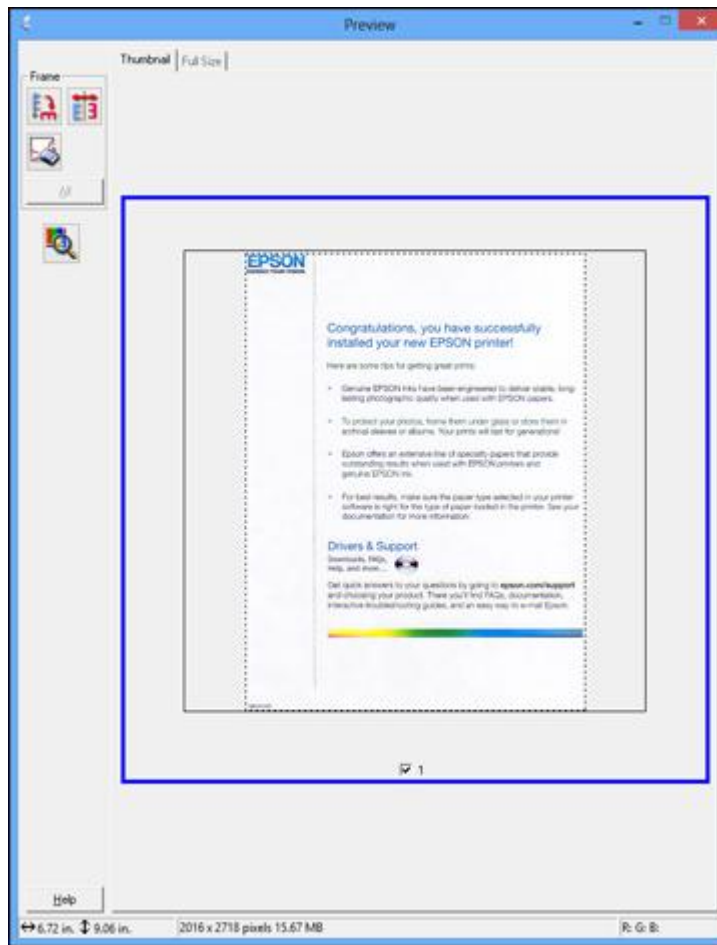 Preview
Thumbnail Full Size
Frame
All
EPSON
Congratulations, you have successfully
installed your new EPSON printer!
Here are some tips for getting great prints:
• Genuine EPSON inks have been engineered to deliver stable, long-
lasting photographic quality when used with EPSON papers.
• To protect your photos, frame them under glass or store them in
archival sleeves or albums. Your prints will last for generations!
• Epson offers an extensive line of specialty papers that provide
outstanding results when used with EPSON printers and
genuine EPSON ink.
• For best results, make sure the paper type selected in your printer
software is right for the type of paper loaded in the printer. See your
documentation for more information.
Drivers & Support
Downloads, FAQs,
Help, and more...
Get quick answers to your questions by going to epson.com/support
and choosing your product. There you'll find FAQs, documentation,
interactive troubleshooting guides, and an easy way to e-mail Epson.
1
Help
6.72 in. 9.06 in. 2016 x 2718 pixels 15.67 MB R: G: B: